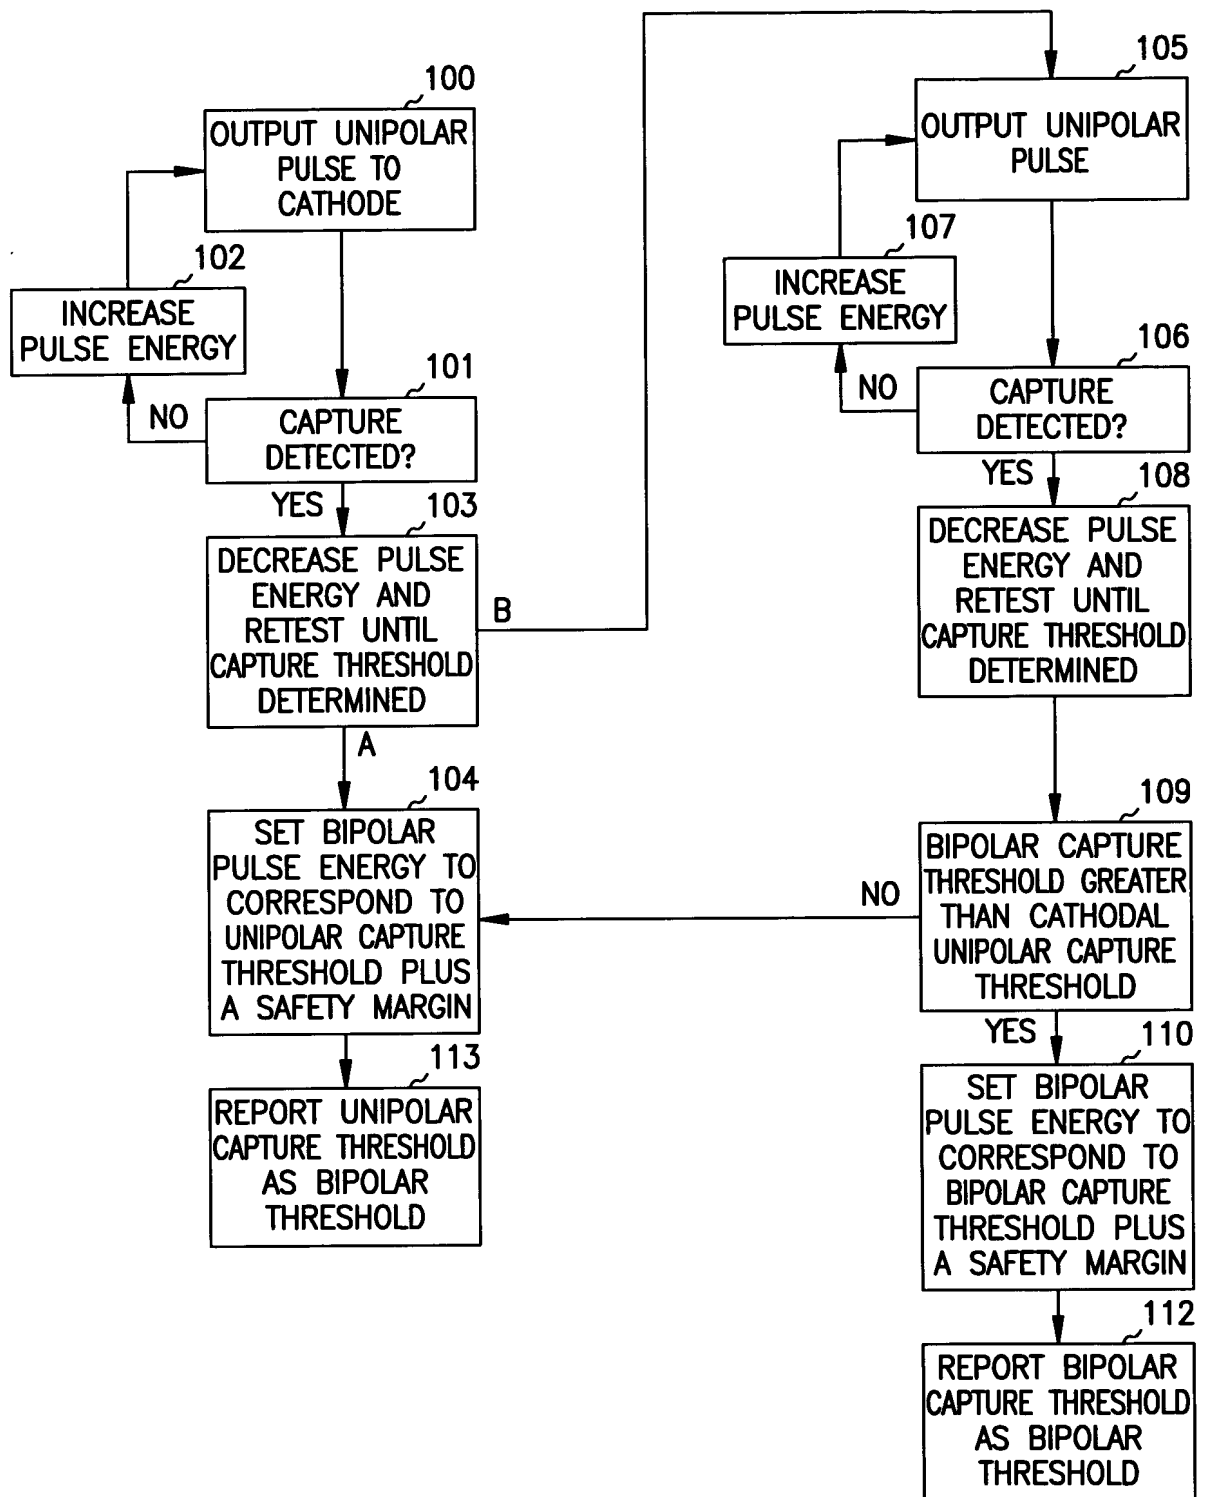 100
OUTPUT UNIPOLAR
PULSE TO
CATHODE
102
INCREASE
PULSE ENERGY
101
NO
CAPTURE
DETECTED?
YES
103
DECREASE PULSE
ENERGY AND
RETEST UNTIL
CAPTURE THRESHOLD
DETERMINED
B
A
104
SET BIPOLAR
PULSE ENERGY TO
CORRESPOND TO
UNIPOLAR CAPTURE
THRESHOLD PLUS
A SAFETY MARGIN
113
REPORT UNIPOLAR
CAPTURE THRESHOLD
AS BIPOLAR
THRESHOLD
105
OUTPUT UNIPOLAR
PULSE
107
INCREASE
PULSE ENERGY
106
NO
CAPTURE
DETECTED?
YES
108
DECREASE PULSE
ENERGY AND
RETEST UNTIL
CAPTURE THRESHOLD
DETERMINED
109
BIPOLAR CAPTURE
THRESHOLD GREATER
THAN CATHODAL
UNIPOLAR CAPTURE
THRESHOLD
NO
YES
110
SET BIPOLAR
PULSE ENERGY TO
CORRESPOND TO
BIPOLAR CAPTURE
THRESHOLD PLUS
A SAFETY MARGIN
112
REPORT BIPOLAR
CAPTURE THRESHOLD
AS BIPOLAR
THRESHOLD